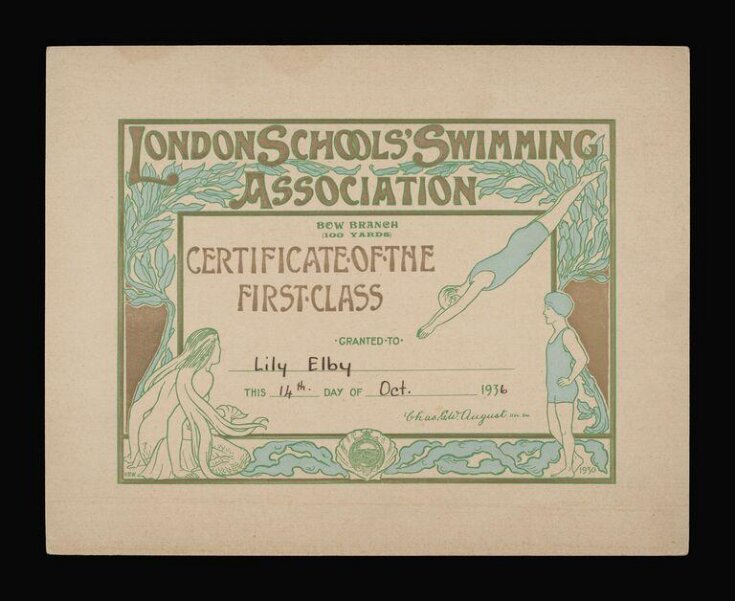 LONDON SCHOOLS' SWIMMING
ASSOCIATION
BOW BRANCH
(100 YARDS)
CERTIFICATE·OF·THE
FIRST·CLASS
·GRANTED·TO·
Lily Elby
THIS 14th. DAY OF Oct. 1936
August
1930